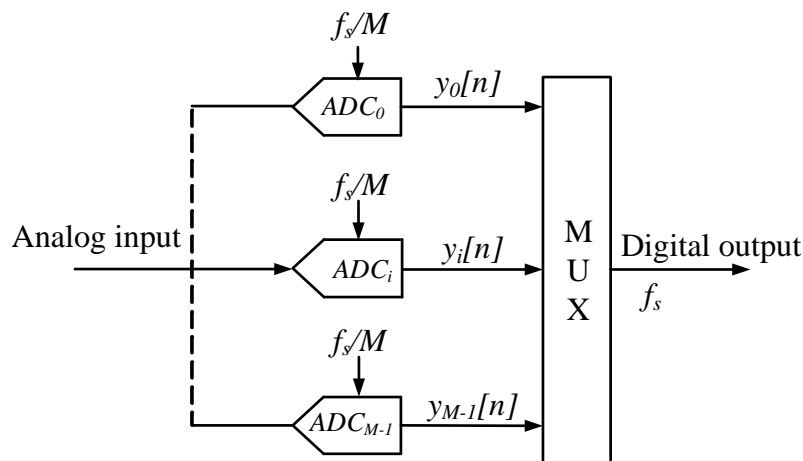 fs/M
ADC0
y0[n]
fs/M
Analog input
ADCi
yi[n]
M
U
X
Digital output
fs
fs/M
ADCM-1
yM-1[n]